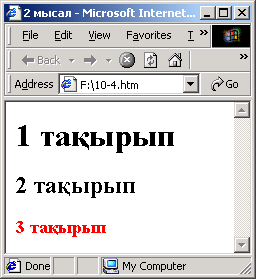 2 мысал - Microsoft Internet...
File Edit View Favorites T »
Back »
Address F:\10-4.htm Go
1 тақырып
2 тақырып
3 тақырып
Done My Computer